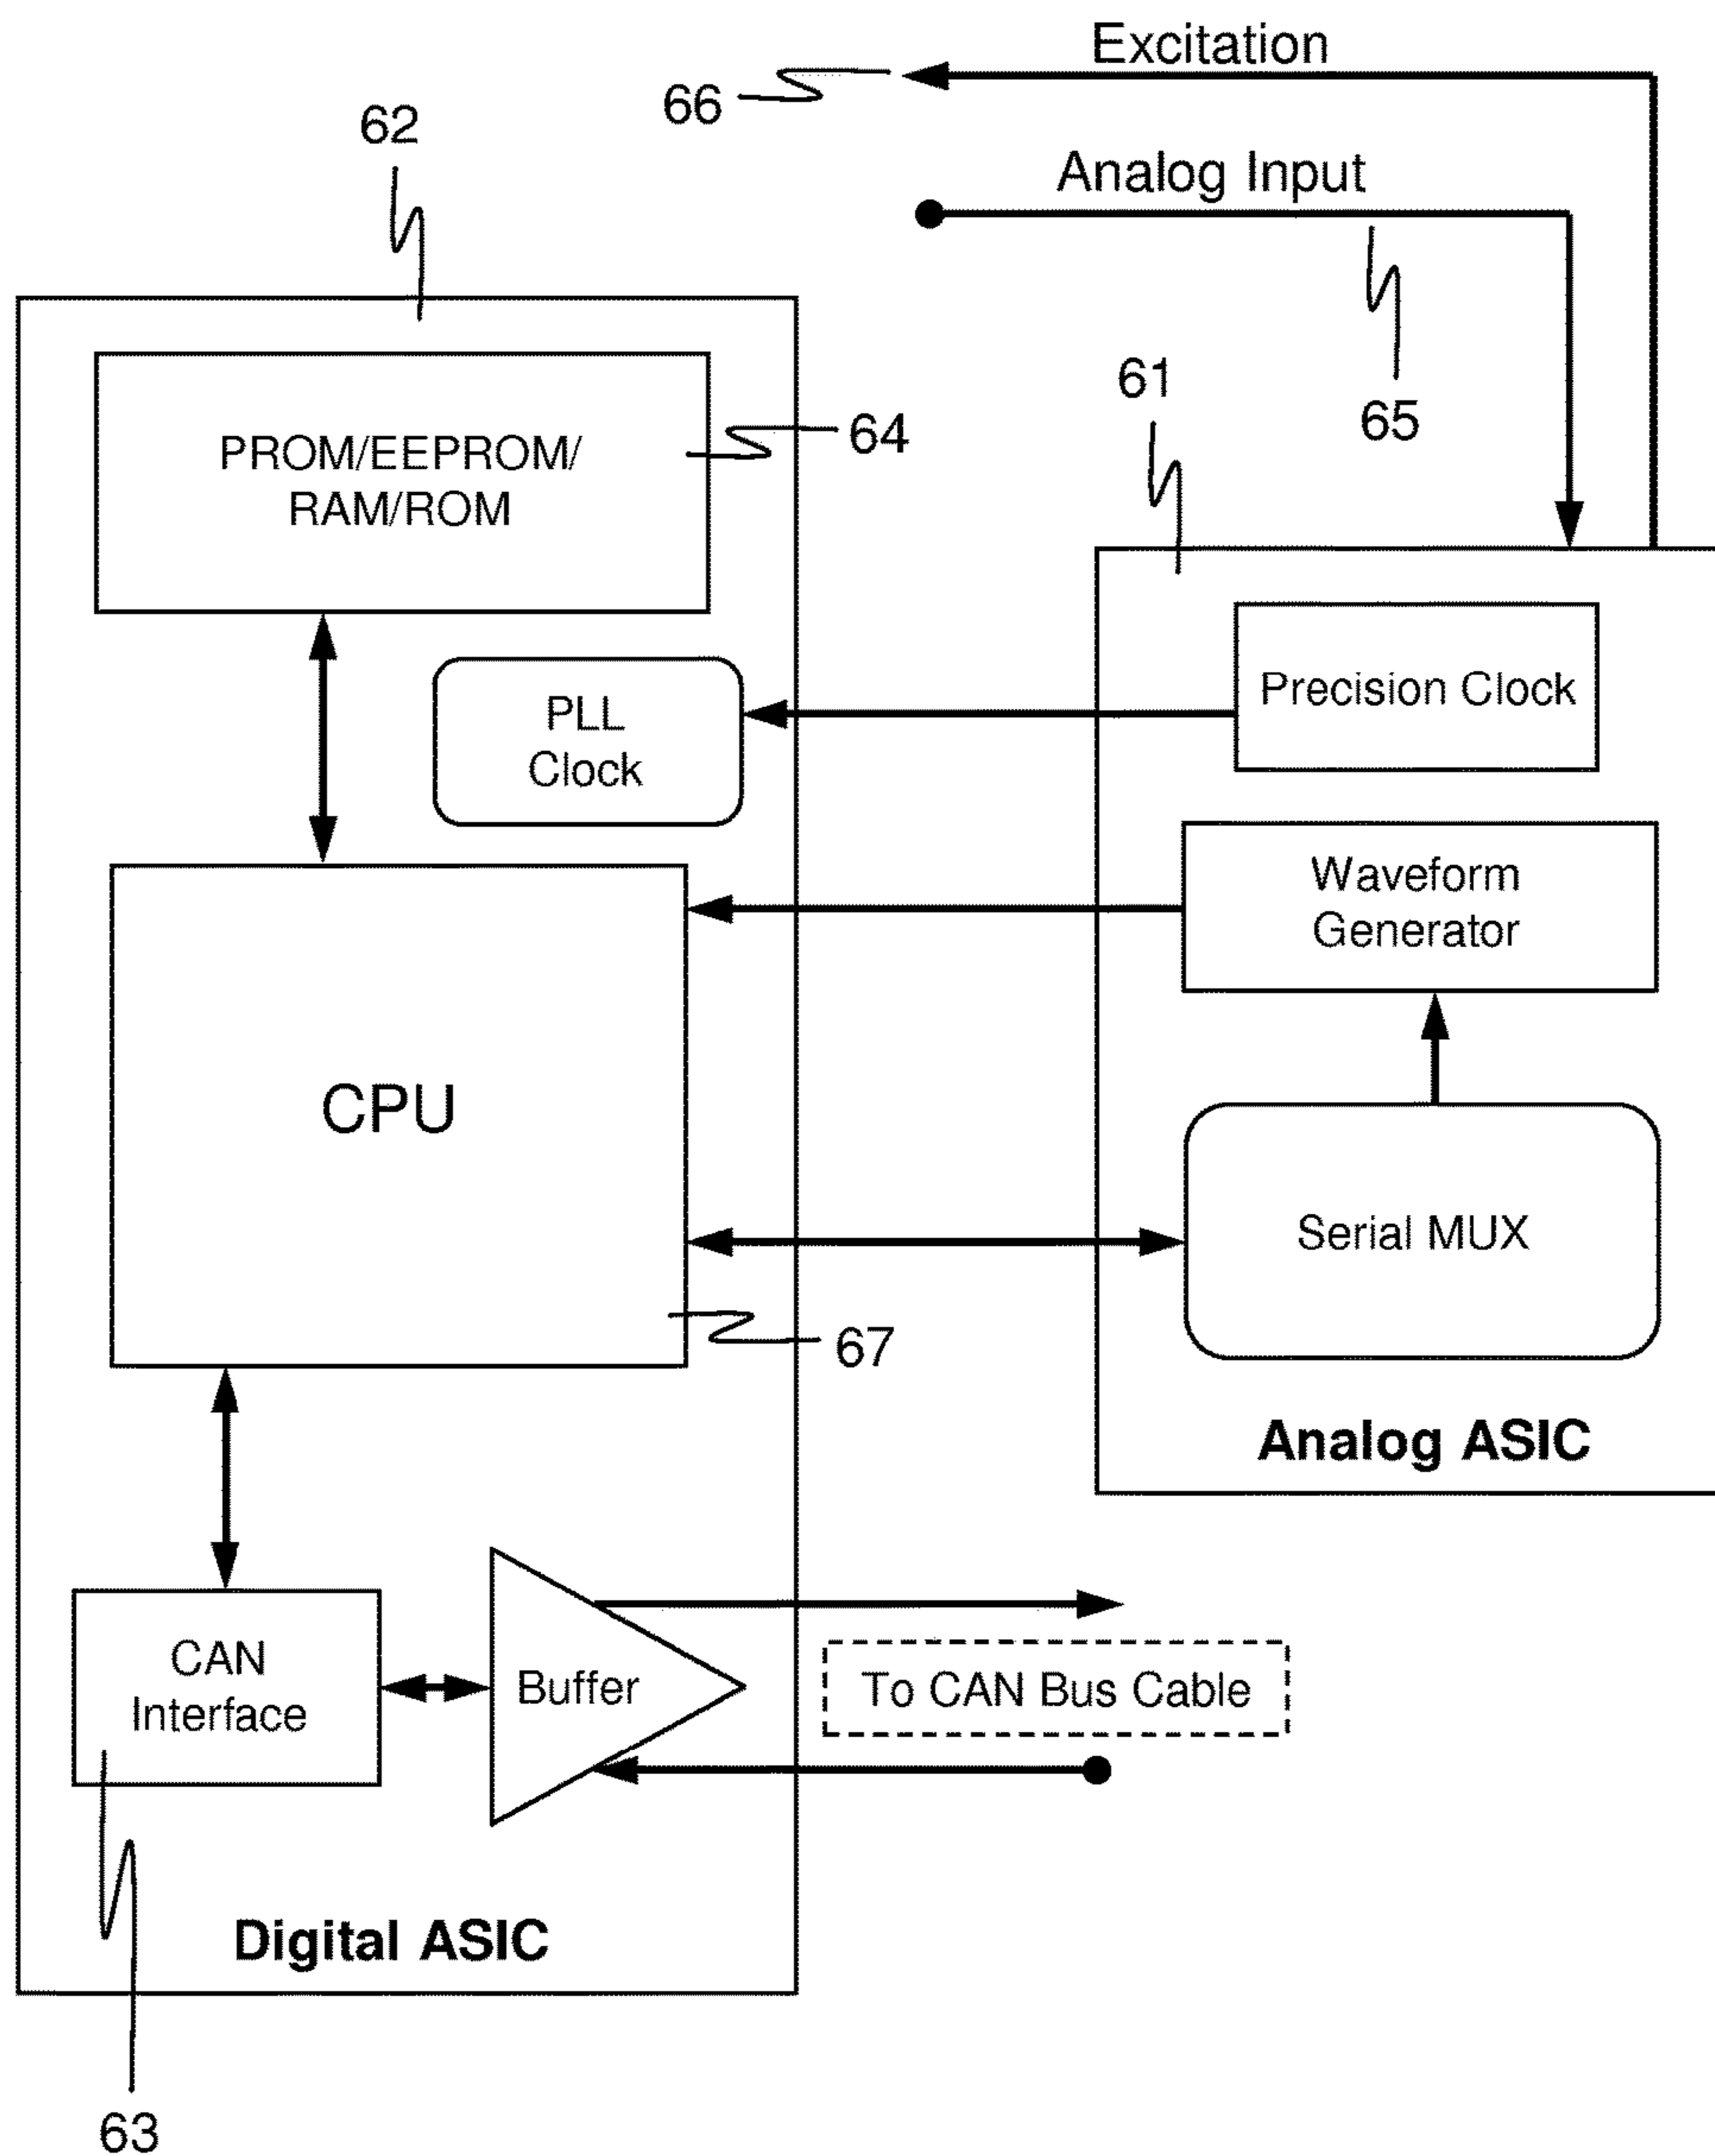 Excitation
66
62
Analog Input
61
65
PROM/EEPROM/
RAM/ROM
64
Precision Clock
PLL
Clock
Waveform
Generator
CPU
Serial MUX
67
Analog ASIC
CAN
Interface
Buffer
To CAN Bus Cable
Digital ASIC
63